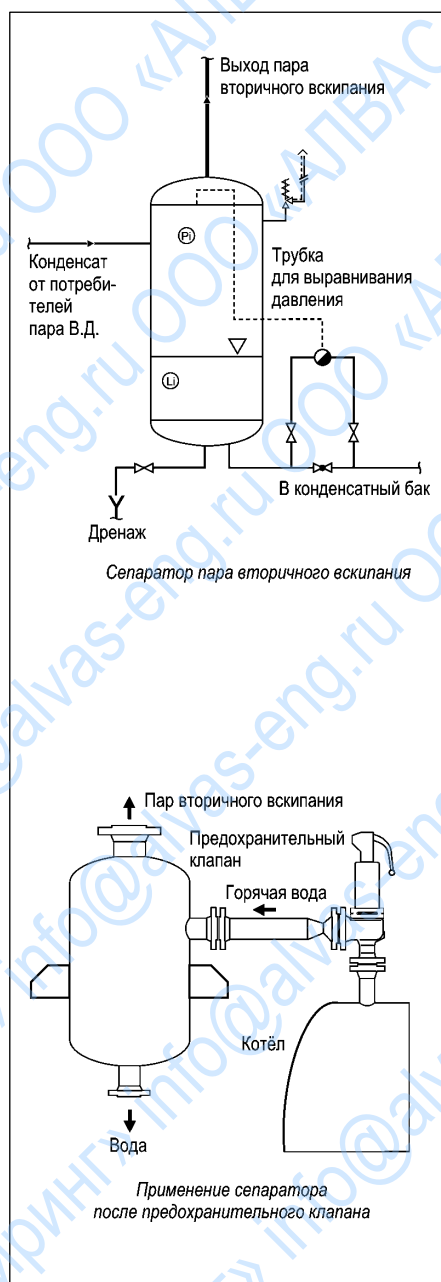 Выход пара
вторичного вскипания
Pi
Трубка
для выравнивания
давления
Конденсат
от потреби-
телей
пара В.Д.
Li
В конденсатный бак
Дренаж
Сепаратор пара вторичного вскипания
Пар вторичного вскипания
Предохранительный
клапан
Горячая вода
Котёл
Вода
Применение сепаратора
после предохранительного клапана